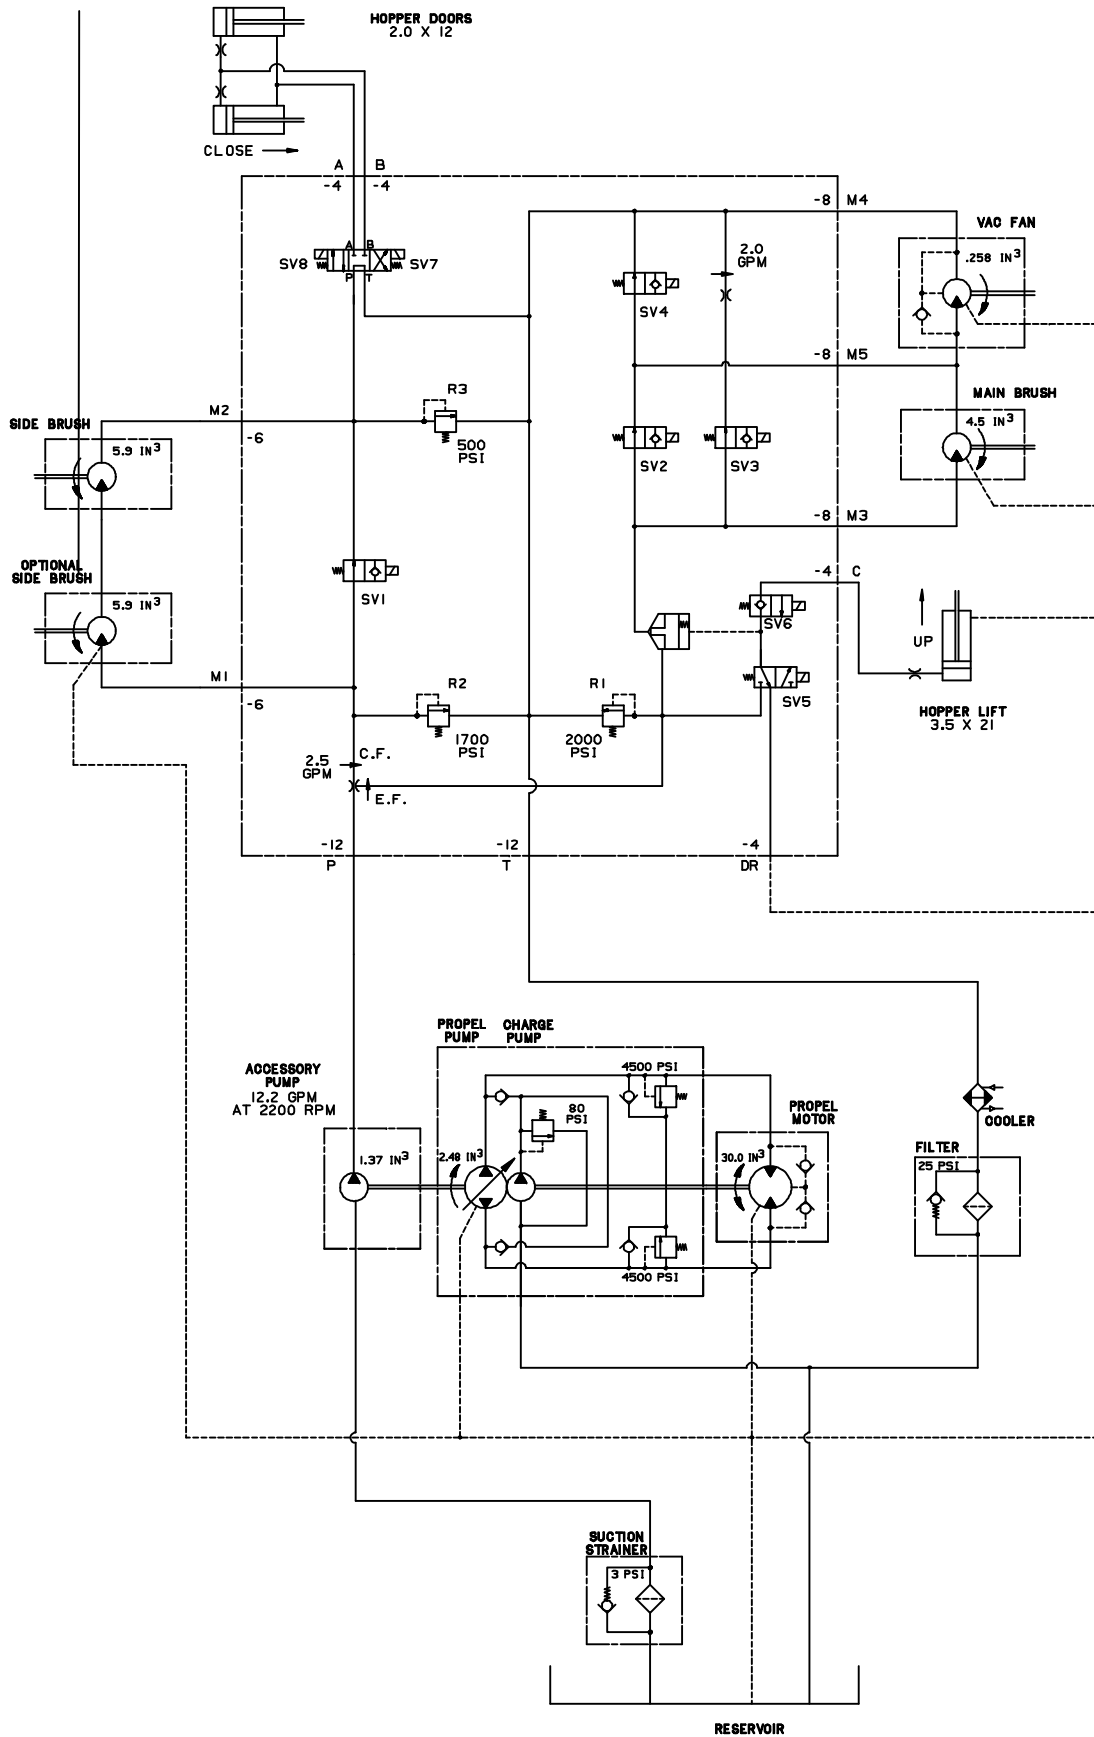 HOPPER DOORS
2.0 X 12
CLOSE
A
B
-4
-4
-8 M4
VAC FAN
A B
SV8
SV7
P T
2.0
GPM
.258 IN3
SV4
-8 M5
R3
MAIN BRUSH
M2
SIDE BRUSH
-6
500
PSI
4.5 IN3
5.9 IN3
SV2
SV3
-8 M3
OPTIONAL
SIDE BRUSH
-4 C
SV1
5.9 IN3
SV6
UP
M1
R2
R1
SV5
-6
HOPPER LIFT
3.5 X 21
1700
PSI
2000
PSI
2.5
GPM
C.F.
E.F.
-12
-12
-4
P
T
DR
PROPEL
PUMP
CHARGE
PUMP
ACCESSORY
PUMP
12.2 GPM
AT 2200 RPM
4500 PSI
80
PSI
PROPEL
MOTOR
COOLER
FILTER
1.37 IN3
2.48 IN3
30.0 IN3
25 PSI
4500 PSI
SUCTION
STRAINER
3 PSI
RESERVOIR